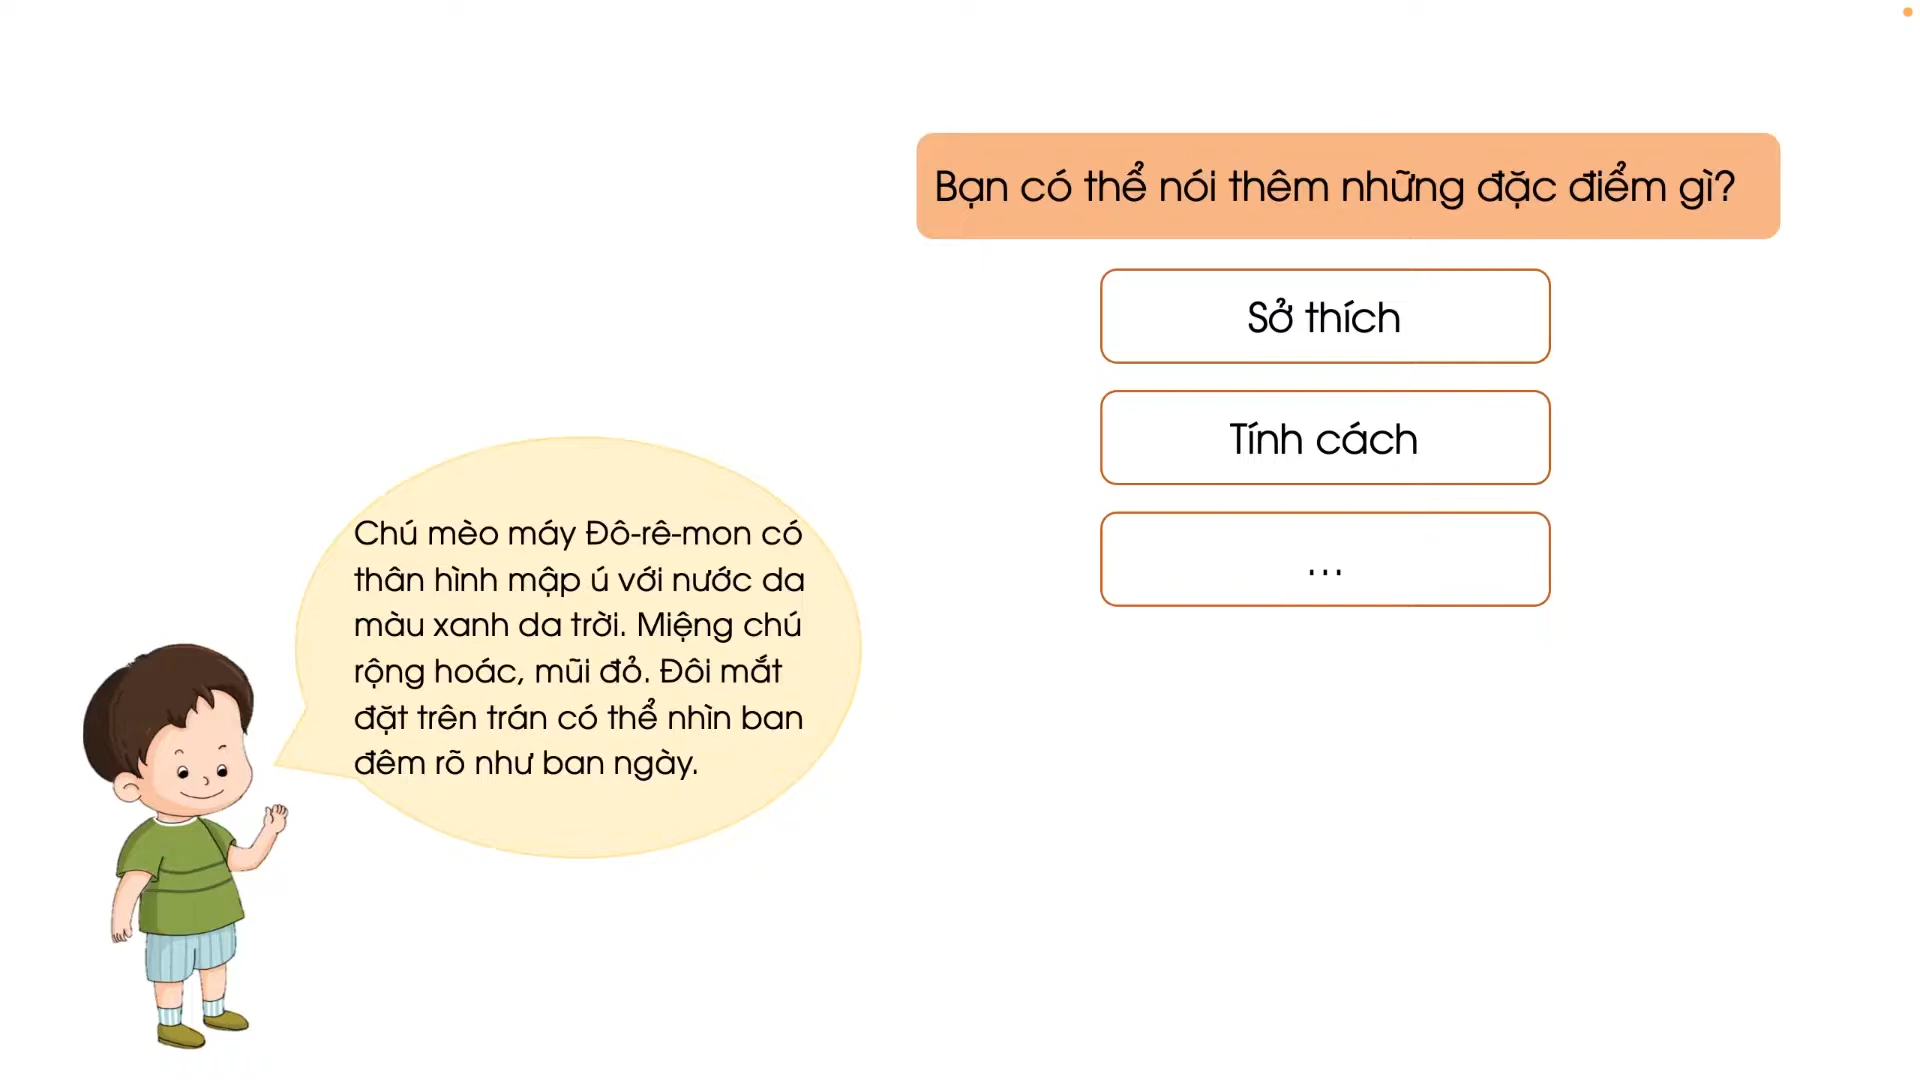 Bạn có thể nói thêm những đặc điểm gì?
Sở thích
Tính cách
...
Chú mèo máy Đô-rê-mon có
thân hình mập ú với nước da
màu xanh da trời. Miệng chú
rộng hoác, mũi đỏ. Đôi mắt
đặt trên trán có thể nhìn ban
đêm rõ như ban ngày.